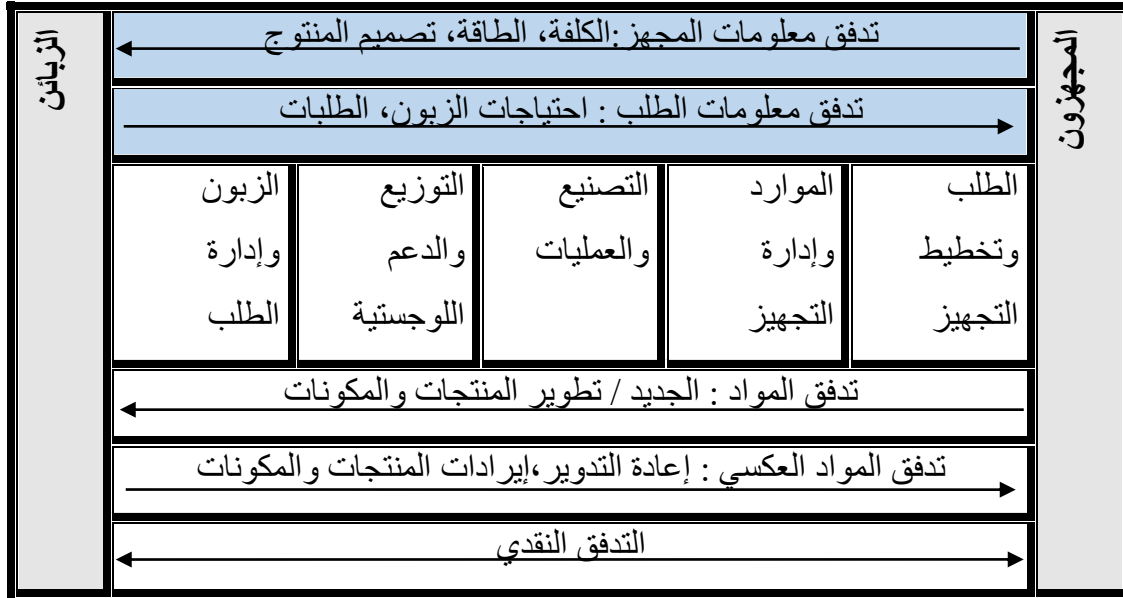 المجهزون
تدفق معلومات المجهز :الكلفة، الطاقة، تصميم المنتوج
الزبائن
تدفق معلومات الطلب : احتياجات الزبون، الطلبات
الطلب
وتخطيط
التجهيز
الموارد
وإدارة
التجهيز
التصنيع
والعمليات
التوزيع
والدعم
اللوجستية
الزبون
وإدارة
الطلب
تدفق المواد : الجديد / تطوير المنتجات والمكونات
تدفق المواد العكسي : إعادة التدوير ،إيرادات المنتجات والمكونات
التدفق النقدي